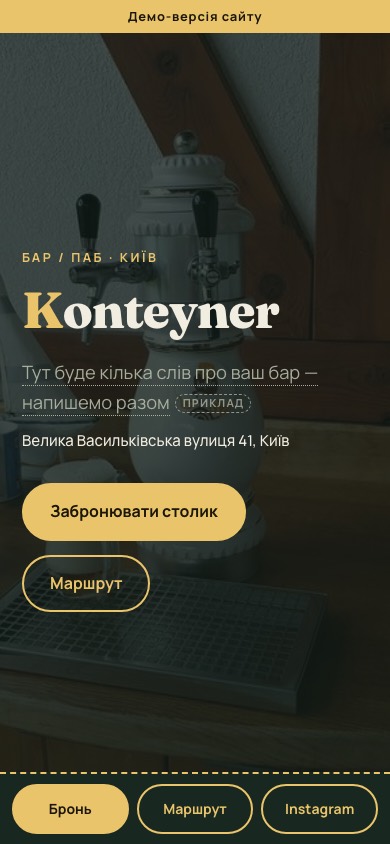 Демо-версія сайту
БАР / ПАБ · КИЇВ
Konteyner
Тут буде кілька слів про ваш бар —
напишемо разом ПРИКЛАД
Велика Васильківська вулиця 41, Київ
Забронювати столик
Маршрут
Бронь Маршрут Instagram